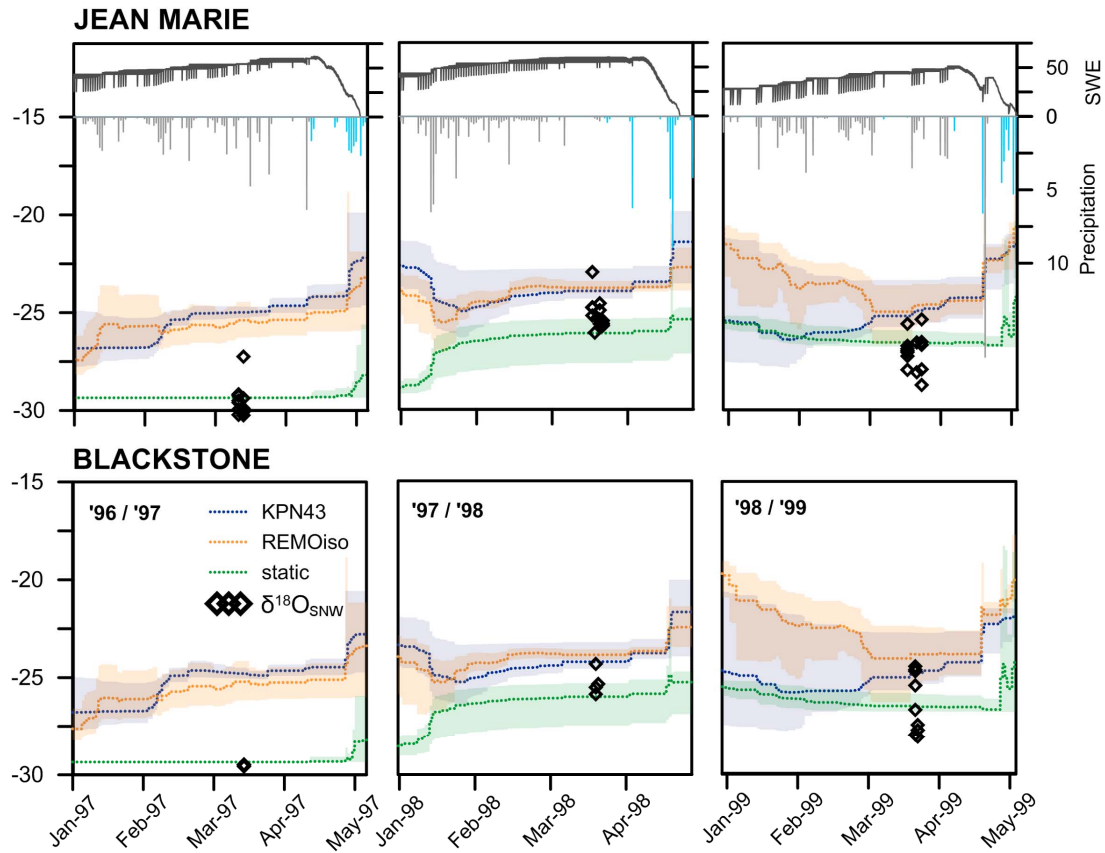 JEAN MARIE
50
SWE
-15
0
Precipitation
5
-20
10
-25
-30
BLACKSTONE
-15
'96 / '97
'97 / '98
'98 / '99
KPN43
REMOiso
static
δ¹⁸O_SNW
-20
-25
-30
Jan-97 Feb-97 Mar-97 Apr-97 May-97 Jan-98 Feb-98 Mar-98 Apr-98 Jan-99 Feb-99 Mar-99 Apr-99 May-99